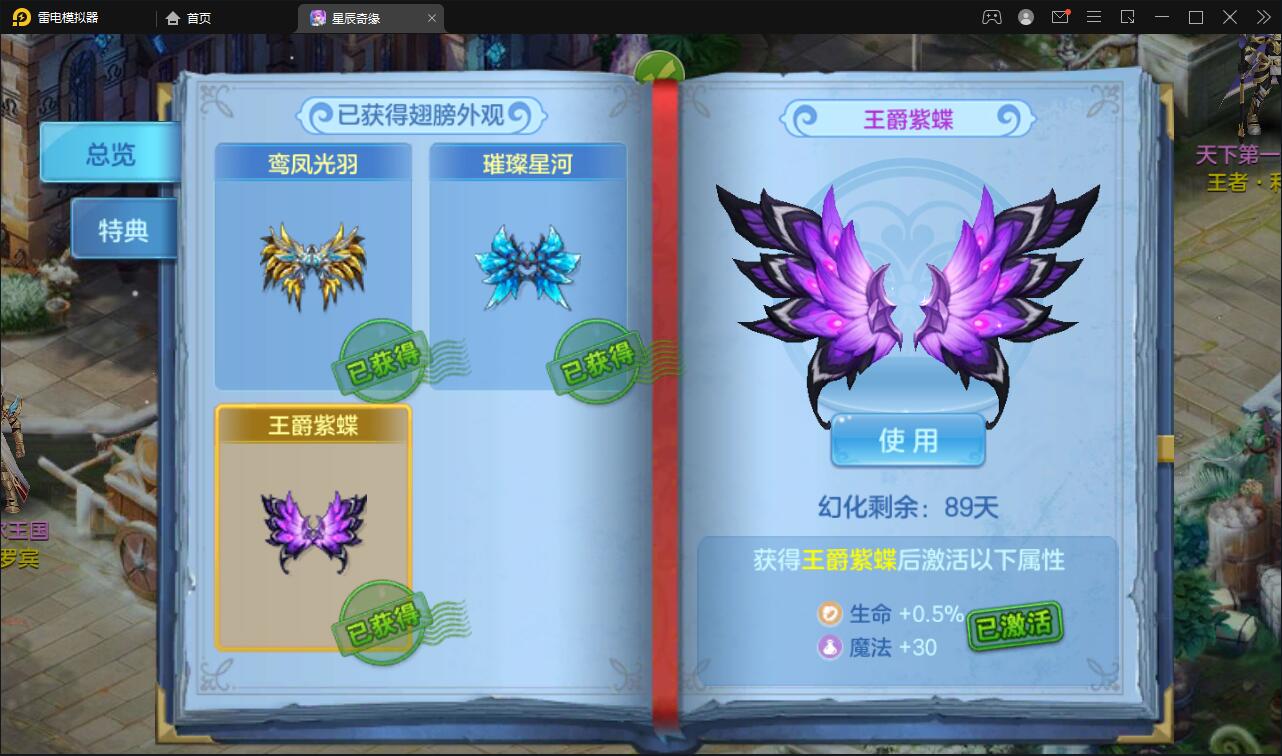 雷电模拟器
首页
星辰奇缘
已获得翅膀外观
王爵紫蝶
总览
特典
鸾凤光羽
璀璨星河
已获得
已获得
王爵紫蝶
已获得
使用
幻化剩余：89天
获得王爵紫蝶后激活以下属性
生命 +0.5%
魔法 +30
已激活
天下第一
王者·
王国
罗宾